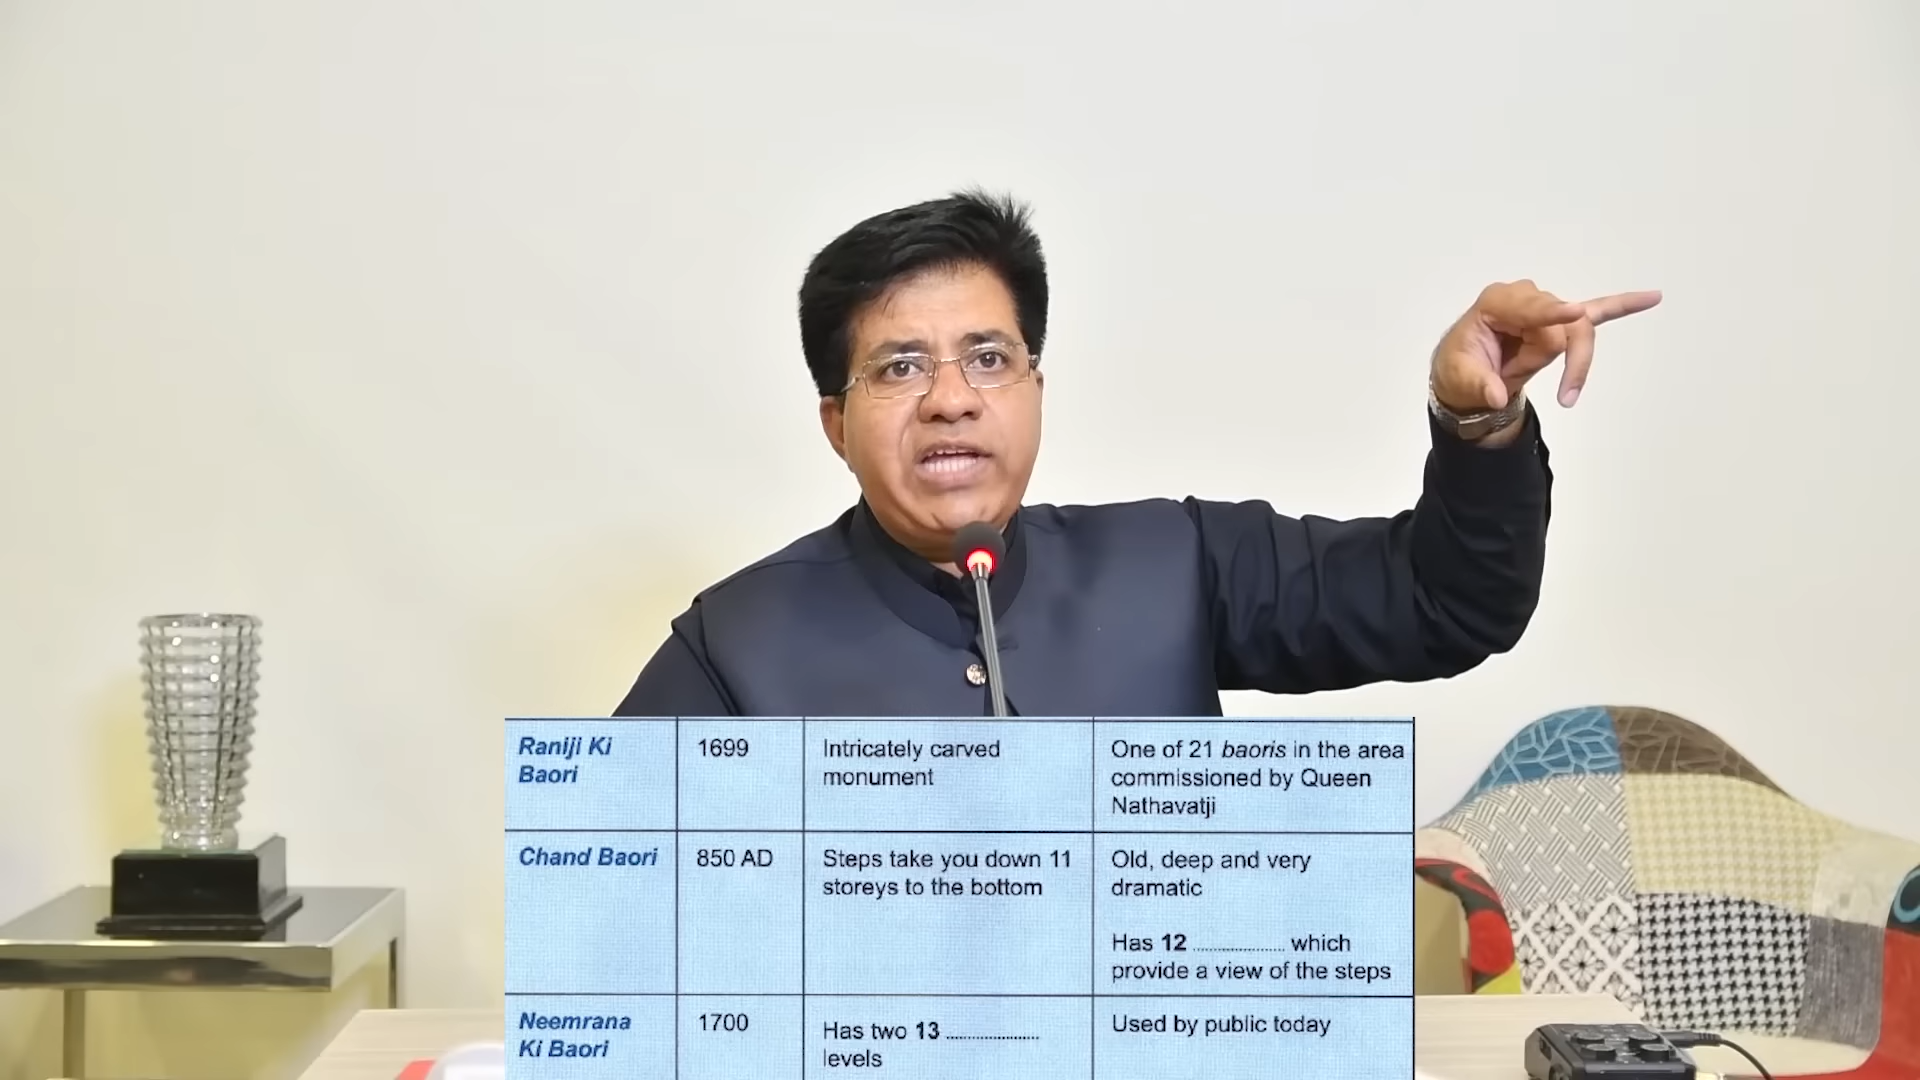 Raniji Ki
Baori
1699
Intricately carved
monument
One of 21 baoris in the area
commissioned by Queen
Nathavatji
Chand Baori
850 AD
Steps take you down 11
storeys to the bottom
Old, deep and very
dramatic
Has 12 .................... which
provide a view of the steps
Neemrana
Ki Baori
1700
Has two 13 ....................
levels
Used by public today